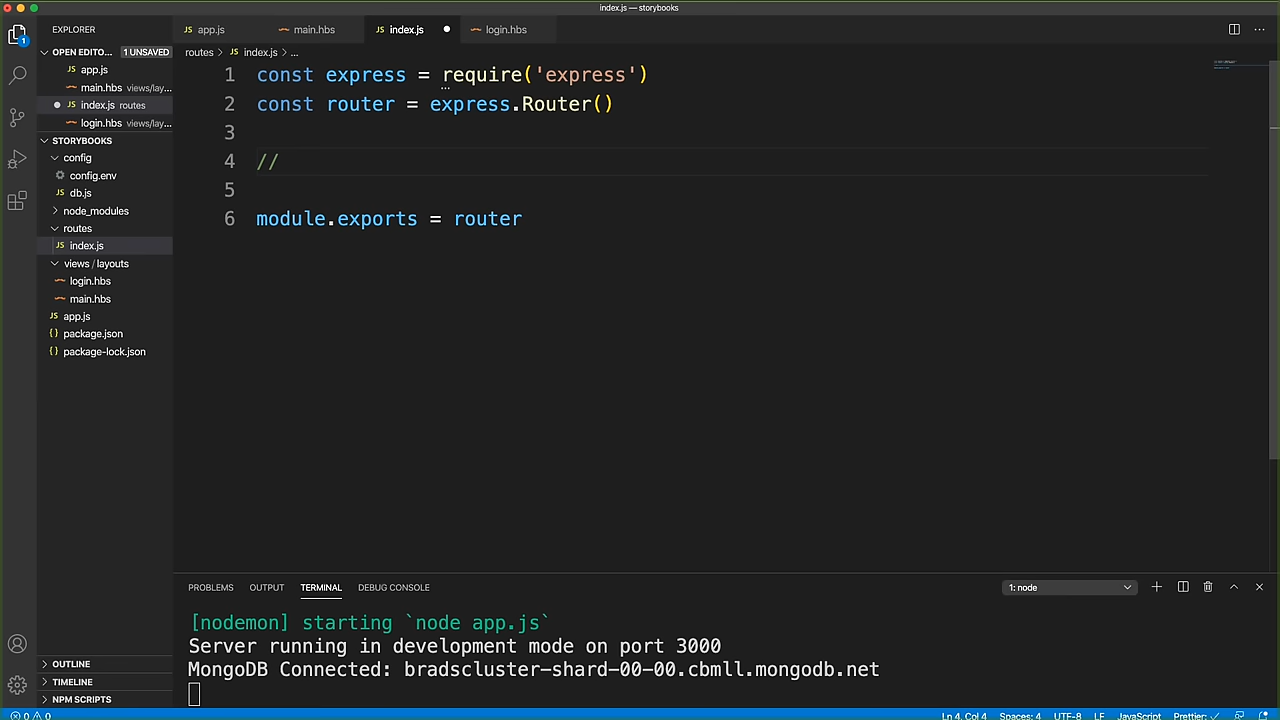 index.js — storybooks
EXPLORER
app.js
main.hbs
index.js
login.hbs
OPEN EDITO... 1 UNSAVED
app.js
main.hbs views/lay...
index.js routes
login.hbs views/lay...
STORYBOOKS
config
config.env
db.js
node_modules
routes
index.js
views / layouts
login.hbs
main.hbs
app.js
package.json
package-lock.json
OUTLINE
TIMELINE
NPM SCRIPTS
routes > JS index.js > ...
1 const express = require('express')
2 const router = express.Router()
3
4 //
5
6 module.exports = router
PROBLEMS OUTPUT TERMINAL DEBUG CONSOLE
1: node
[nodemon] starting `node app.js`
Server running in development mode on port 3000
MongoDB Connected: bradscluster-shard-00-00.cbmll.mongodb.net
0 0
Ln 4, Col 4 Spaces: 4 UTF-8 LF JavaScript Prettier: ✓